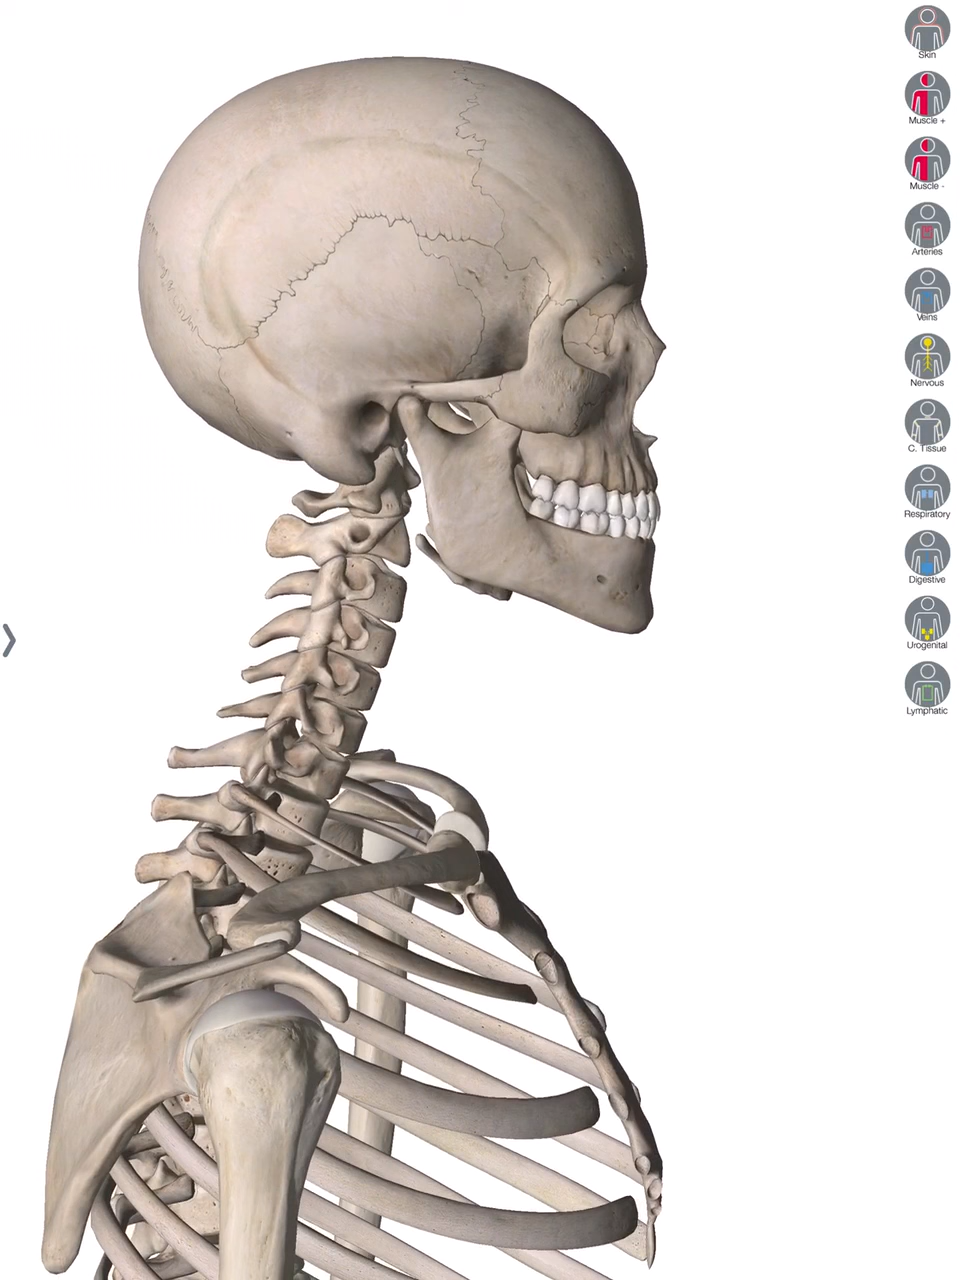 Skin
Muscle +
Muscle -
Arteries
Veins
Nervous
C. Tissue
Respiratory
Digestive
Urogenital
Lymphatic